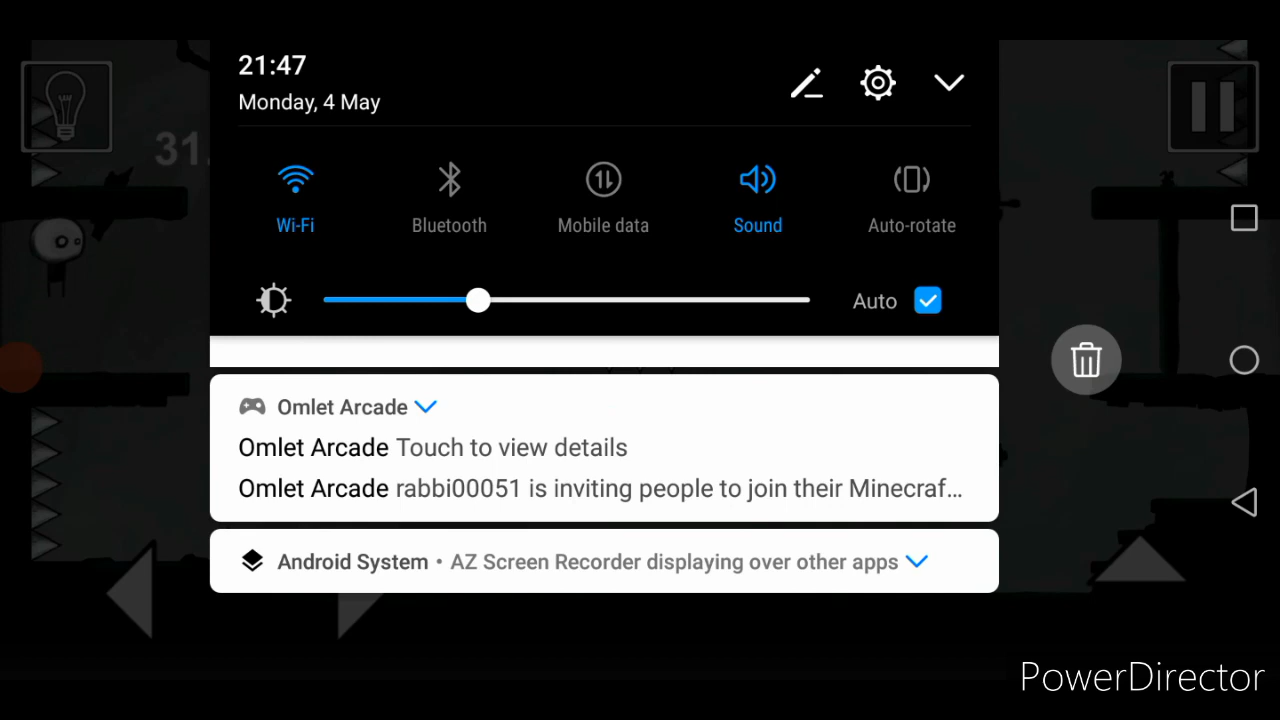 21:47
Monday, 4 May
31.
Wi-Fi Bluetooth Mobile data Sound Auto-rotate
Auto
Omlet Arcade
Omlet Arcade Touch to view details
Omlet Arcade rabbi00051 is inviting people to join their Minecraf...
Android System • AZ Screen Recorder displaying over other apps
PowerDirector